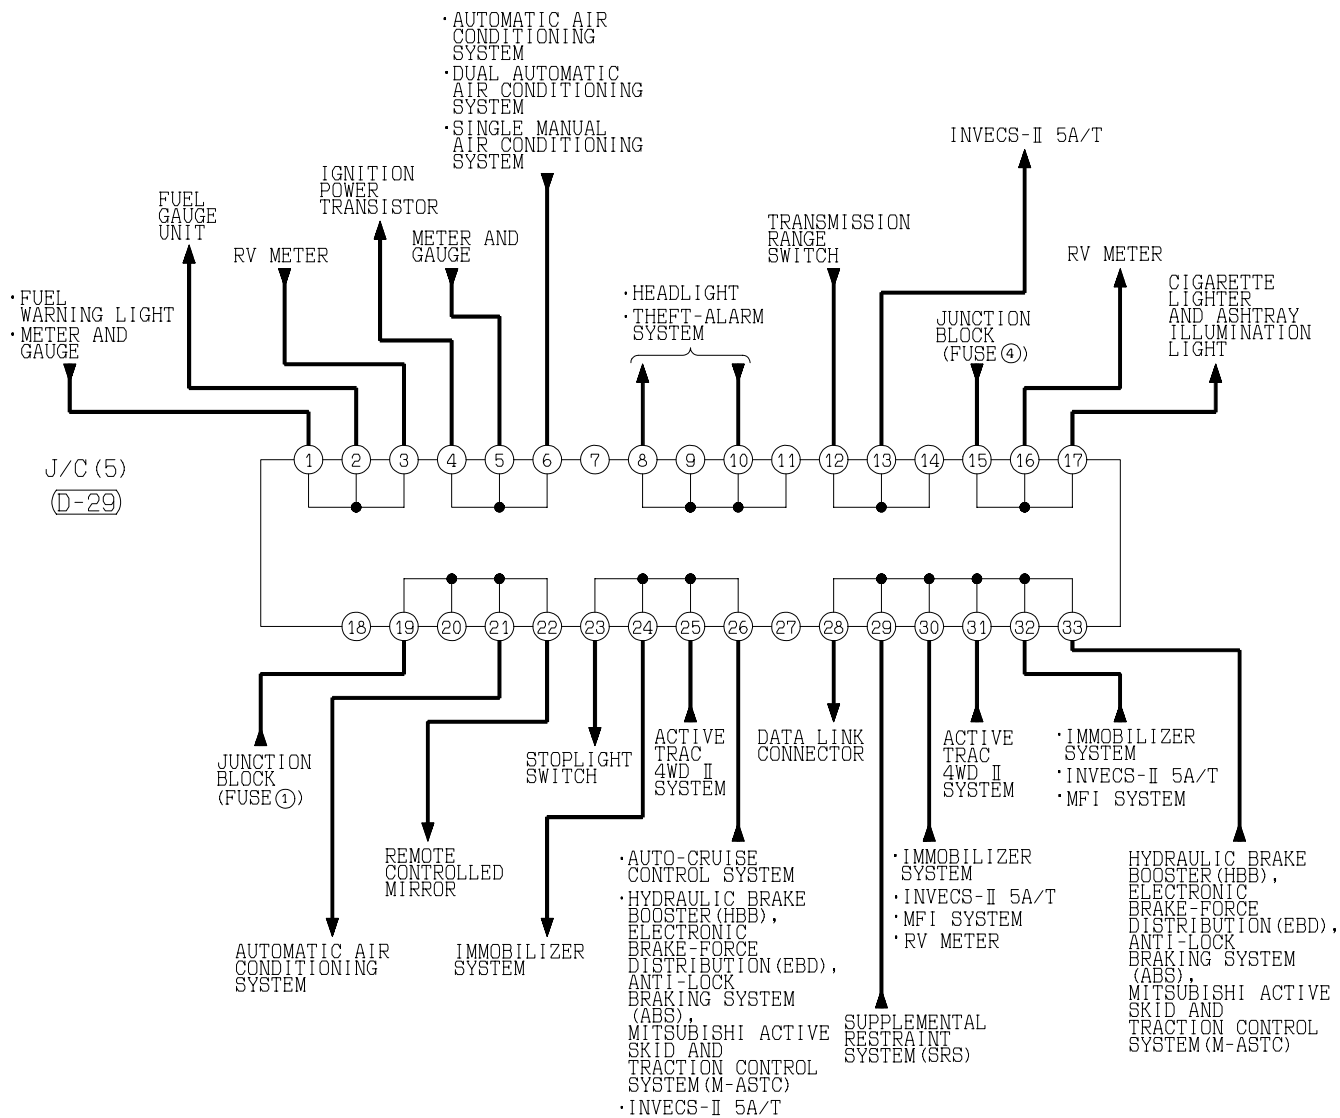 ·AUTOMATIC AIR
CONDITIONING
SYSTEM
·DUAL AUTOMATIC
AIR CONDITIONING
SYSTEM
·SINGLE MANUAL
AIR CONDITIONING
SYSTEM
INVECS-Ⅱ 5A/T
IGNITION
POWER
TRANSISTOR
FUEL
GAUGE
UNIT
RV METER
METER AND
GAUGE
TRANSMISSION
RANGE
SWITCH
RV METER
·FUEL
WARNING LIGHT
·METER AND
GAUGE
·HEADLIGHT
·THEFT-ALARM
SYSTEM
JUNCTION
BLOCK
(FUSE④)
CIGARETTE
LIGHTER
AND ASHTRAY
ILLUMINATION
LIGHT
J/C(5)
D-29
1 2 3 4 5 6 7 8 9 10 11 12 13 14 15 16 17
18 19 20 21 22 23 24 25 26 27 28 29 30 31 32 33
JUNCTION
BLOCK
(FUSE①)
STOPLIGHT
SWITCH
ACTIVE
TRAC
4WD Ⅱ
SYSTEM
DATA LINK
CONNECTOR
ACTIVE
TRAC
4WD Ⅱ
SYSTEM
·IMMOBILIZER
SYSTEM
·INVECS-Ⅱ 5A/T
·MFI SYSTEM
REMOTE
CONTROLLED
MIRROR
AUTOMATIC AIR
CONDITIONING
SYSTEM
IMMOBILIZER
SYSTEM
·AUTO-CRUISE
CONTROL SYSTEM
·HYDRAULIC BRAKE
BOOSTER(HBB),
ELECTRONIC
BRAKE-FORCE
DISTRIBUTION(EBD),
ANTI-LOCK
BRAKING SYSTEM
(ABS),
MITSUBISHI ACTIVE
SKID AND
TRACTION CONTROL
SYSTEM(M-ASTC)
·INVECS-Ⅱ 5A/T
·IMMOBILIZER
SYSTEM
·INVECS-Ⅱ 5A/T
·MFI SYSTEM
·RV METER
SUPPLEMENTAL
RESTRAINT
SYSTEM(SRS)
HYDRAULIC BRAKE
BOOSTER(HBB),
ELECTRONIC
BRAKE-FORCE
DISTRIBUTION(EBD),
ANTI-LOCK
BRAKING SYSTEM
(ABS),
MITSUBISHI ACTIVE
SKID AND
TRACTION CONTROL
SYSTEM(M-ASTC)